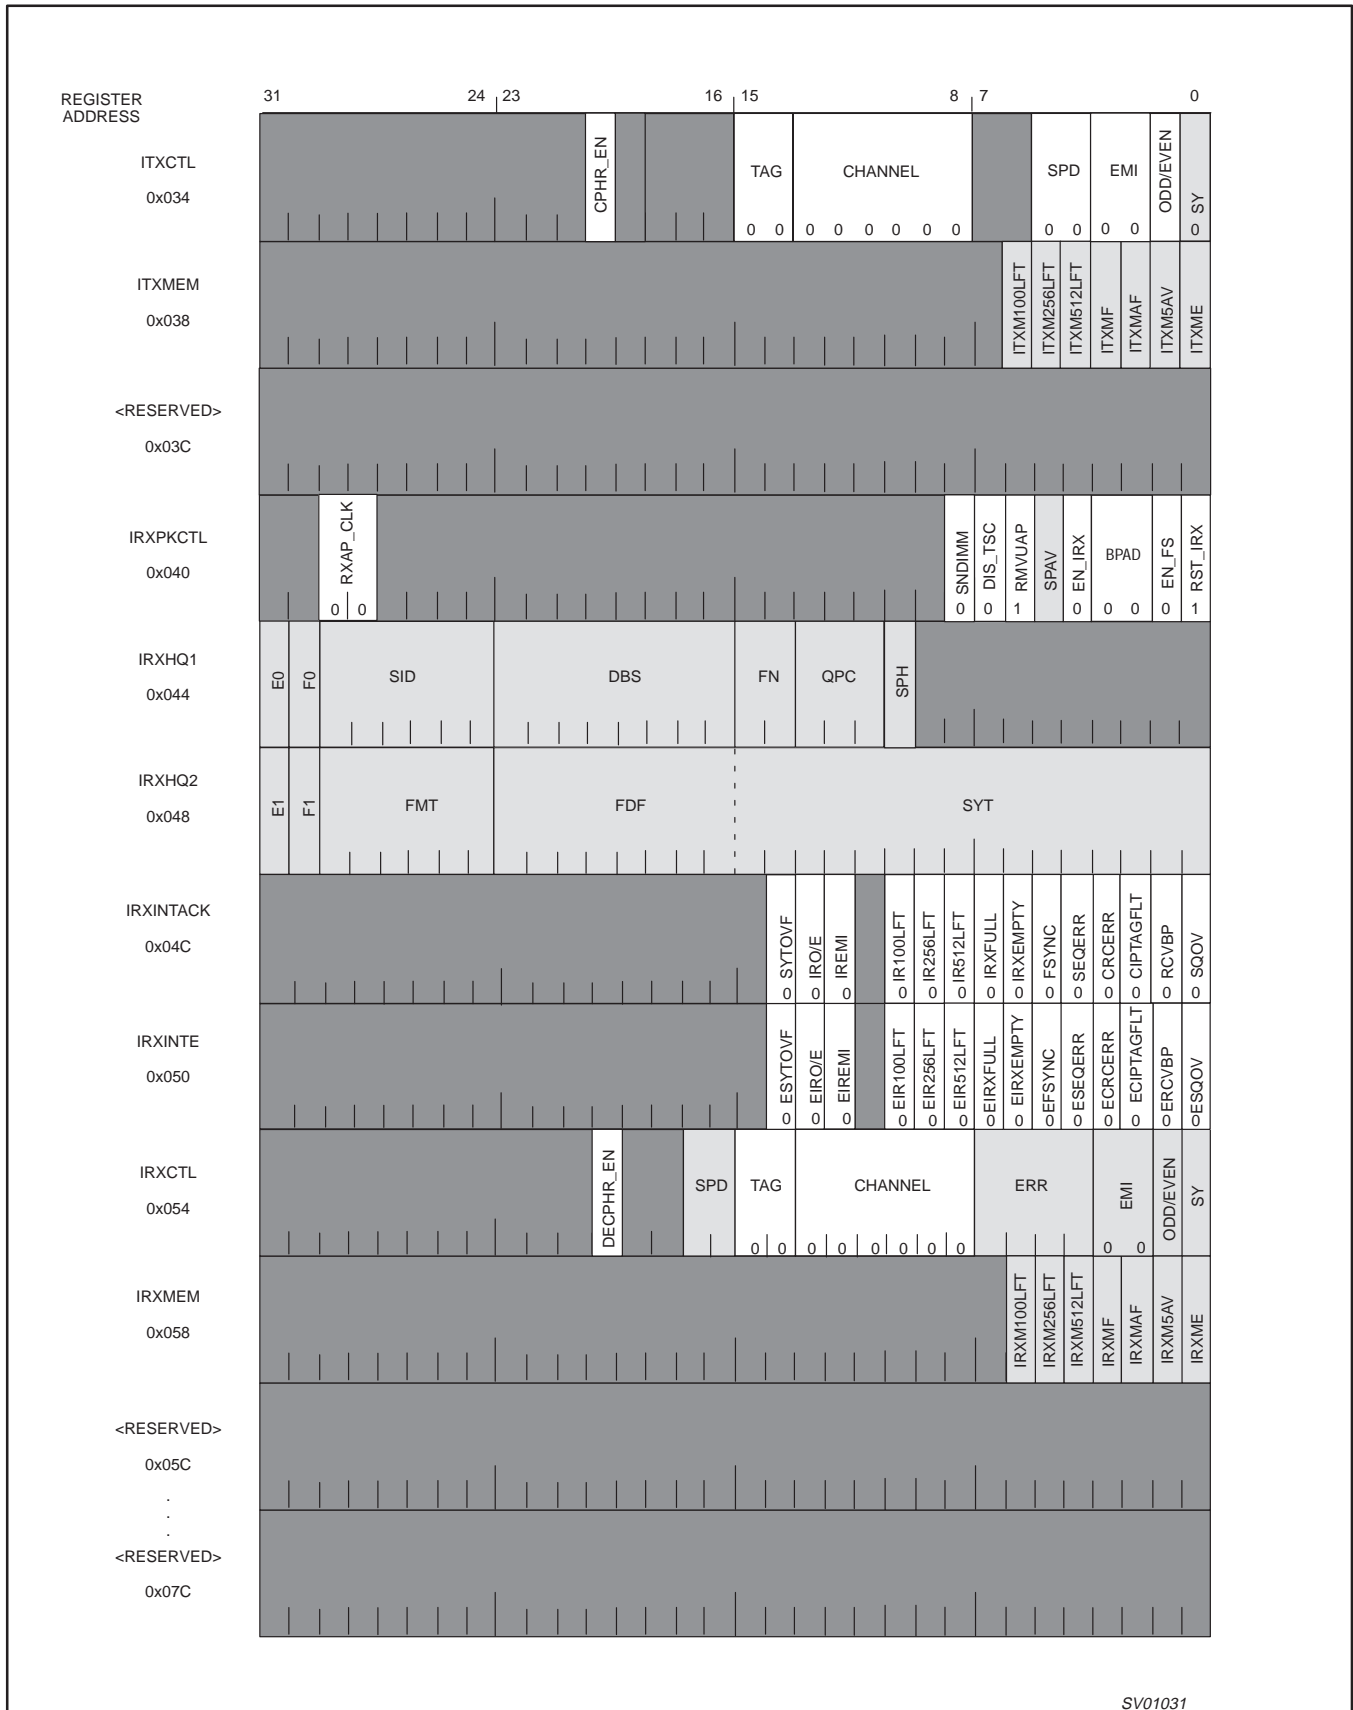 31 24 23 16 15 8 7 0
REGISTER
ADDRESS
ITXCTL
0x034
CPHR_EN
TAG
CHANNEL
SPD
EMI
ODD/EVEN
SY
0 0 0 0 0 0 0 0 0 0 0 0 0
ITXMEM
0x038
ITXM100LFT
ITXM256LFT
ITXM512LFT
ITXMF
ITXMAF
ITXM5AV
ITXME
<RESERVED>
0x03C
IRXPKCTL
0x040
RXAP_CLK
0 0
SNDIMM
DIS_TSC
RMVUAP
SPAV
EN_IRX
BPAD
EN_FS
RST_IRX
0 0 1 0 0 0 0 1
IRXHQ1
0x044
E0
F0
SID
DBS
FN
QPC
SPH
IRXHQ2
0x048
E1
F1
FMT
FDF
SYT
IRXINTACK
0x04C
0 SYTOVF
0 IRO/E
0 IREMI
0 IR100LFT
0 IR256LFT
0 IR512LFT
0 IRXFULL
0 IRXEMPTY
0 FSYNC
0 SEQERR
0 CRCERR
0 CIPTAGFLT
0 RCVBP
0 SQOV
IRXINTE
0x050
0 ESYTOVF
0 EIRO/E
0 EIREMI
0 EIR100LFT
0 EIR256LFT
0 EIR512LFT
0 EIRXFULL
0 EIRXEMPTY
0 EFSYNC
0 ESEQERR
0 ECRCERR
0 ECIPTAGFLT
0 ERCVBP
0 ESQOV
IRXCTL
0x054
DECPHR_EN
SPD
TAG
CHANNEL
ERR
EMI
ODD/EVEN
SY
0 0 0 0 0 0 0 0 0 0 0
IRXMEM
0x058
IRXM100LFT
IRXM256LFT
IRXM512LFT
IRXMF
IRXMAF
IRXM5AV
IRXME
<RESERVED>
0x05C
.
.
.
<RESERVED>
0x07C
SV01031